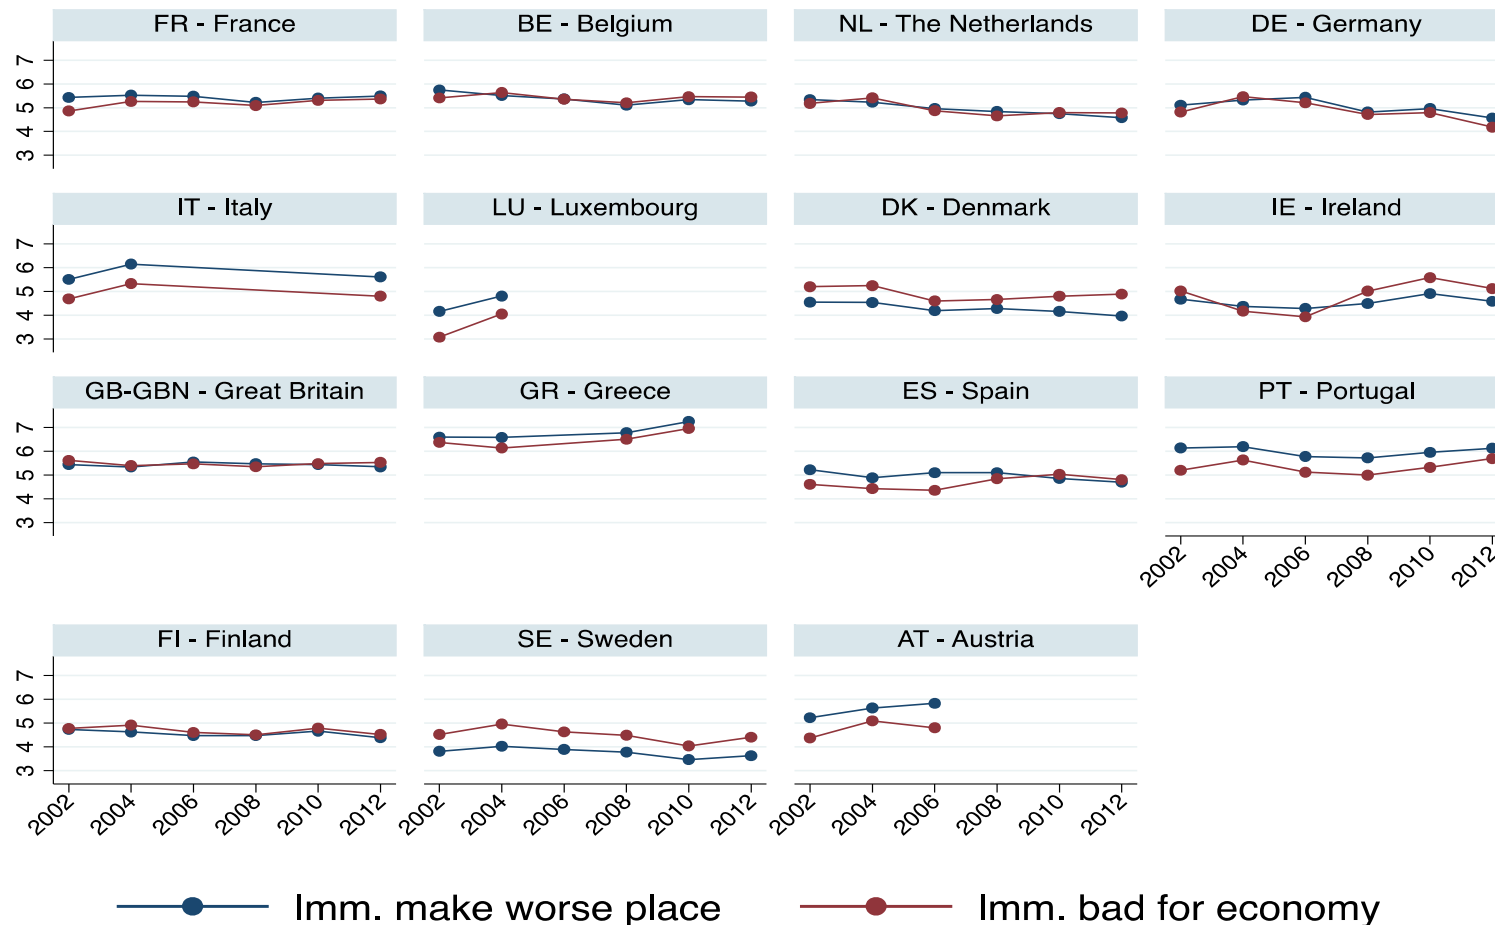 FR - France
BE - Belgium
NL - The Netherlands
DE - Germany
7
6
5
4
3
IT - Italy
LU - Luxembourg
DK - Denmark
IE - Ireland
7
6
5
4
3
GB-GBN - Great Britain
GR - Greece
ES - Spain
PT - Portugal
7
6
5
4
3
2002 2004 2006 2008 2010 2012
FI - Finland
SE - Sweden
AT - Austria
7
6
5
4
3
2002 2004 2006 2008 2010 2012
2002 2004 2006 2008 2010 2012
2002 2004 2006 2008 2010 2012
Imm. make worse place
Imm. bad for economy